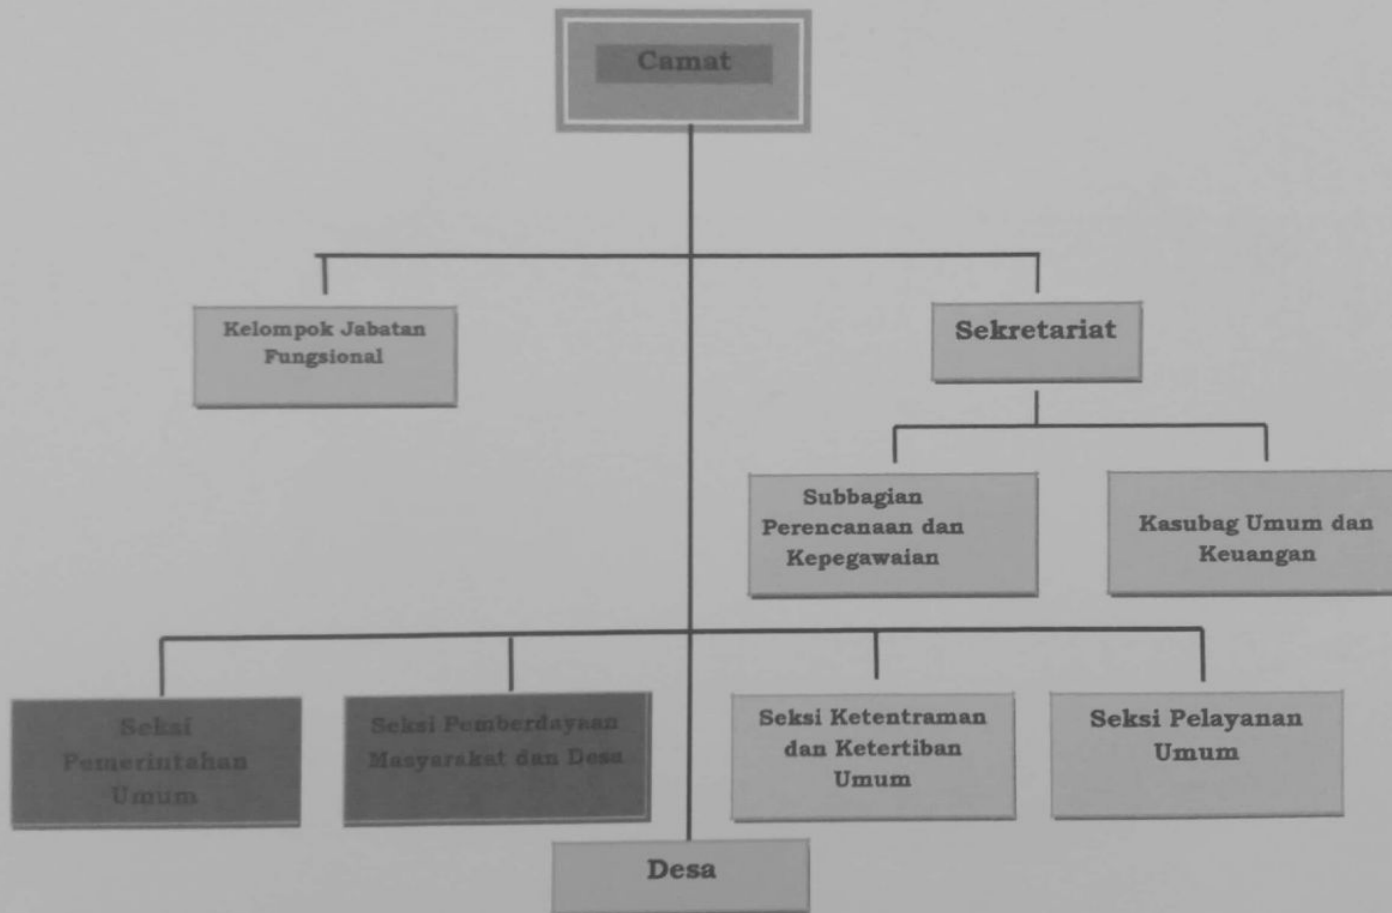 Camat
Kelompok Jabatan
Fungsional
Sekretariat
Subbagian
Perencanaan dan
Kepegawaian
Kasubag Umum dan
Keuangan
Seksi
Pemerintahan
Umum
Seksi Pemberdayaan
Masyarakat dan Desa
Seksi Ketentraman
dan Ketertiban
Umum
Seksi Pelayanan
Umum
Desa